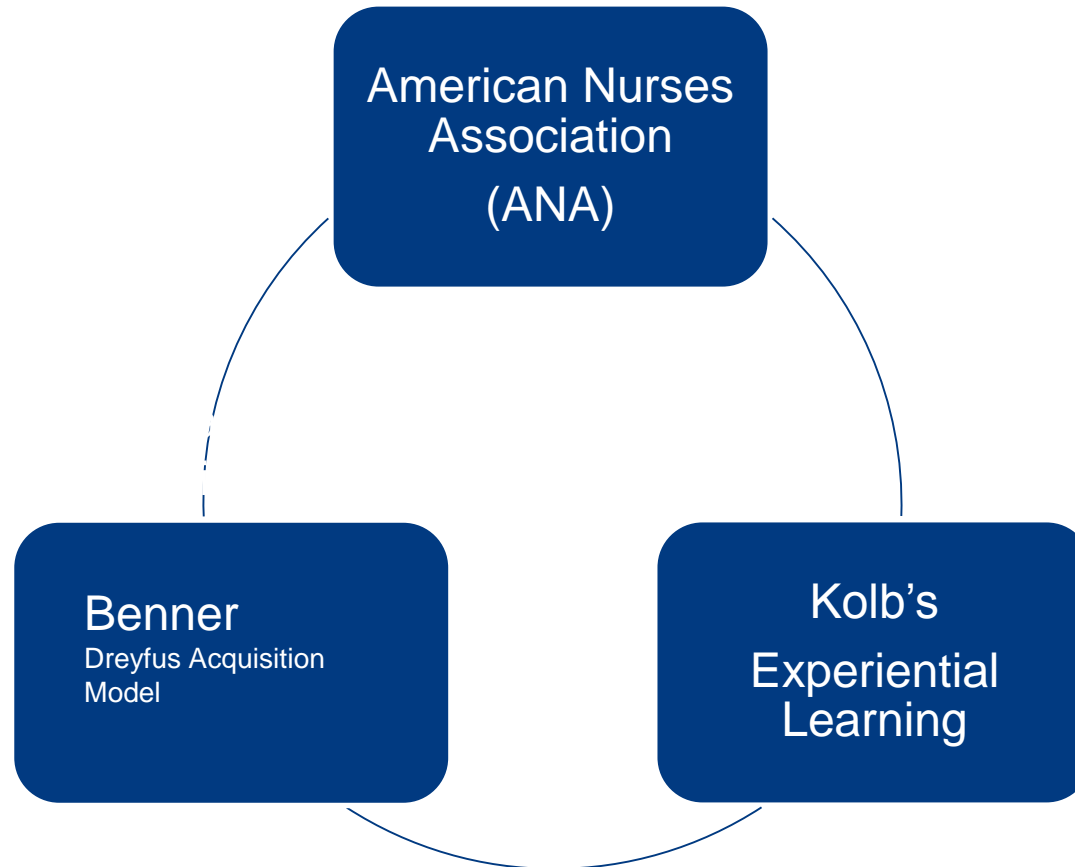 American Nurses
Association
(ANA)
Benner
Dreyfus Acquisition
Model
Kolb’s
Experiential
Learning